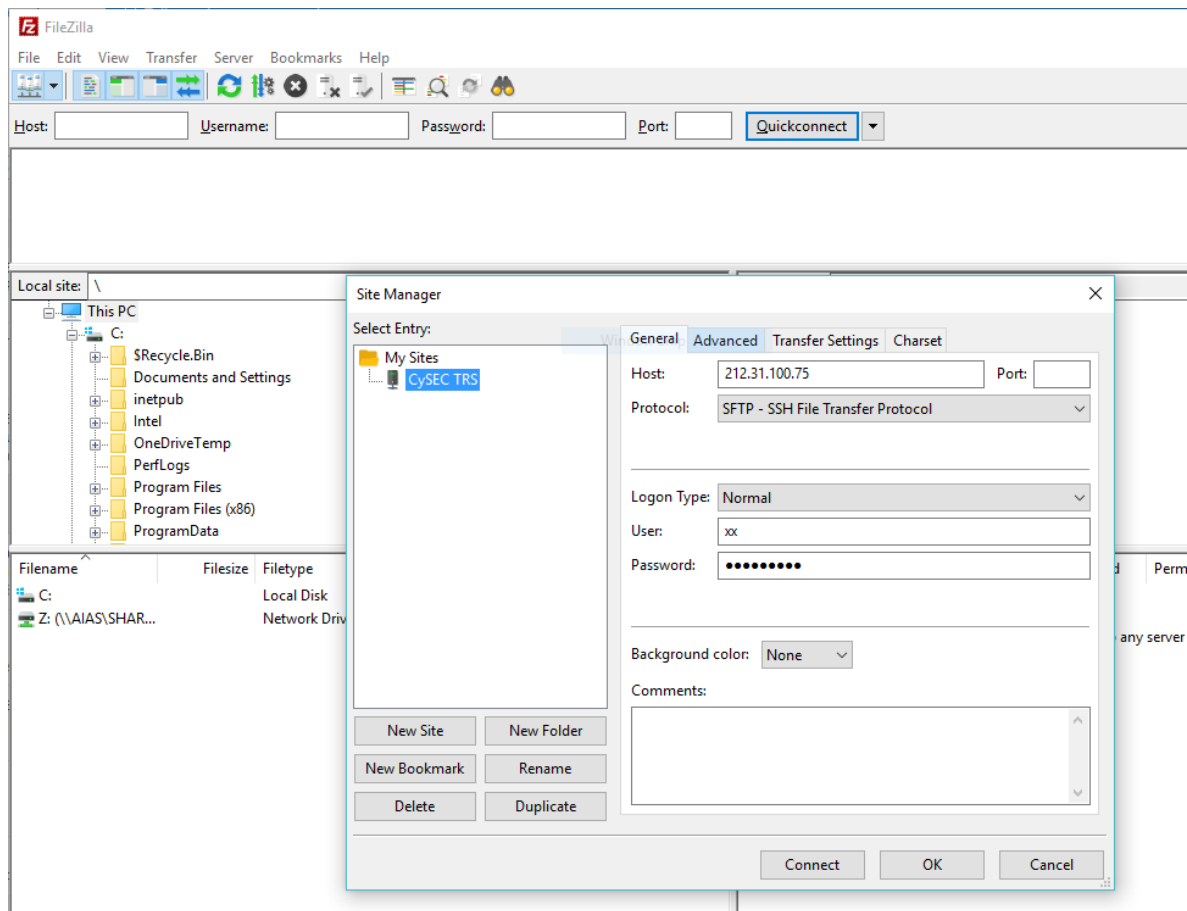 FileZilla
File Edit View Transfer Server Bookmarks Help
Host: Username: Password: Port: Quickconnect
Local site: \
This PC
C:
$Recycle.Bin
Documents and Settings
inetpub
Intel
OneDriveTemp
PerfLogs
Program Files
Program Files (x86)
ProgramData
Filename Filesize Filetype
C: Local Disk
Z: (\\AIAS\SHAR... Network Driv
Perm
any server
Site Manager
Select Entry:
My Sites
CySEC TRS
New Site New Folder
New Bookmark Rename
Delete Duplicate
General Advanced Transfer Settings Charset
Host: 212.31.100.75 Port:
Protocol: SFTP - SSH File Transfer Protocol
Logon Type: Normal
User: xx
Password: •••••••••
Background color: None
Comments:
Connect OK Cancel